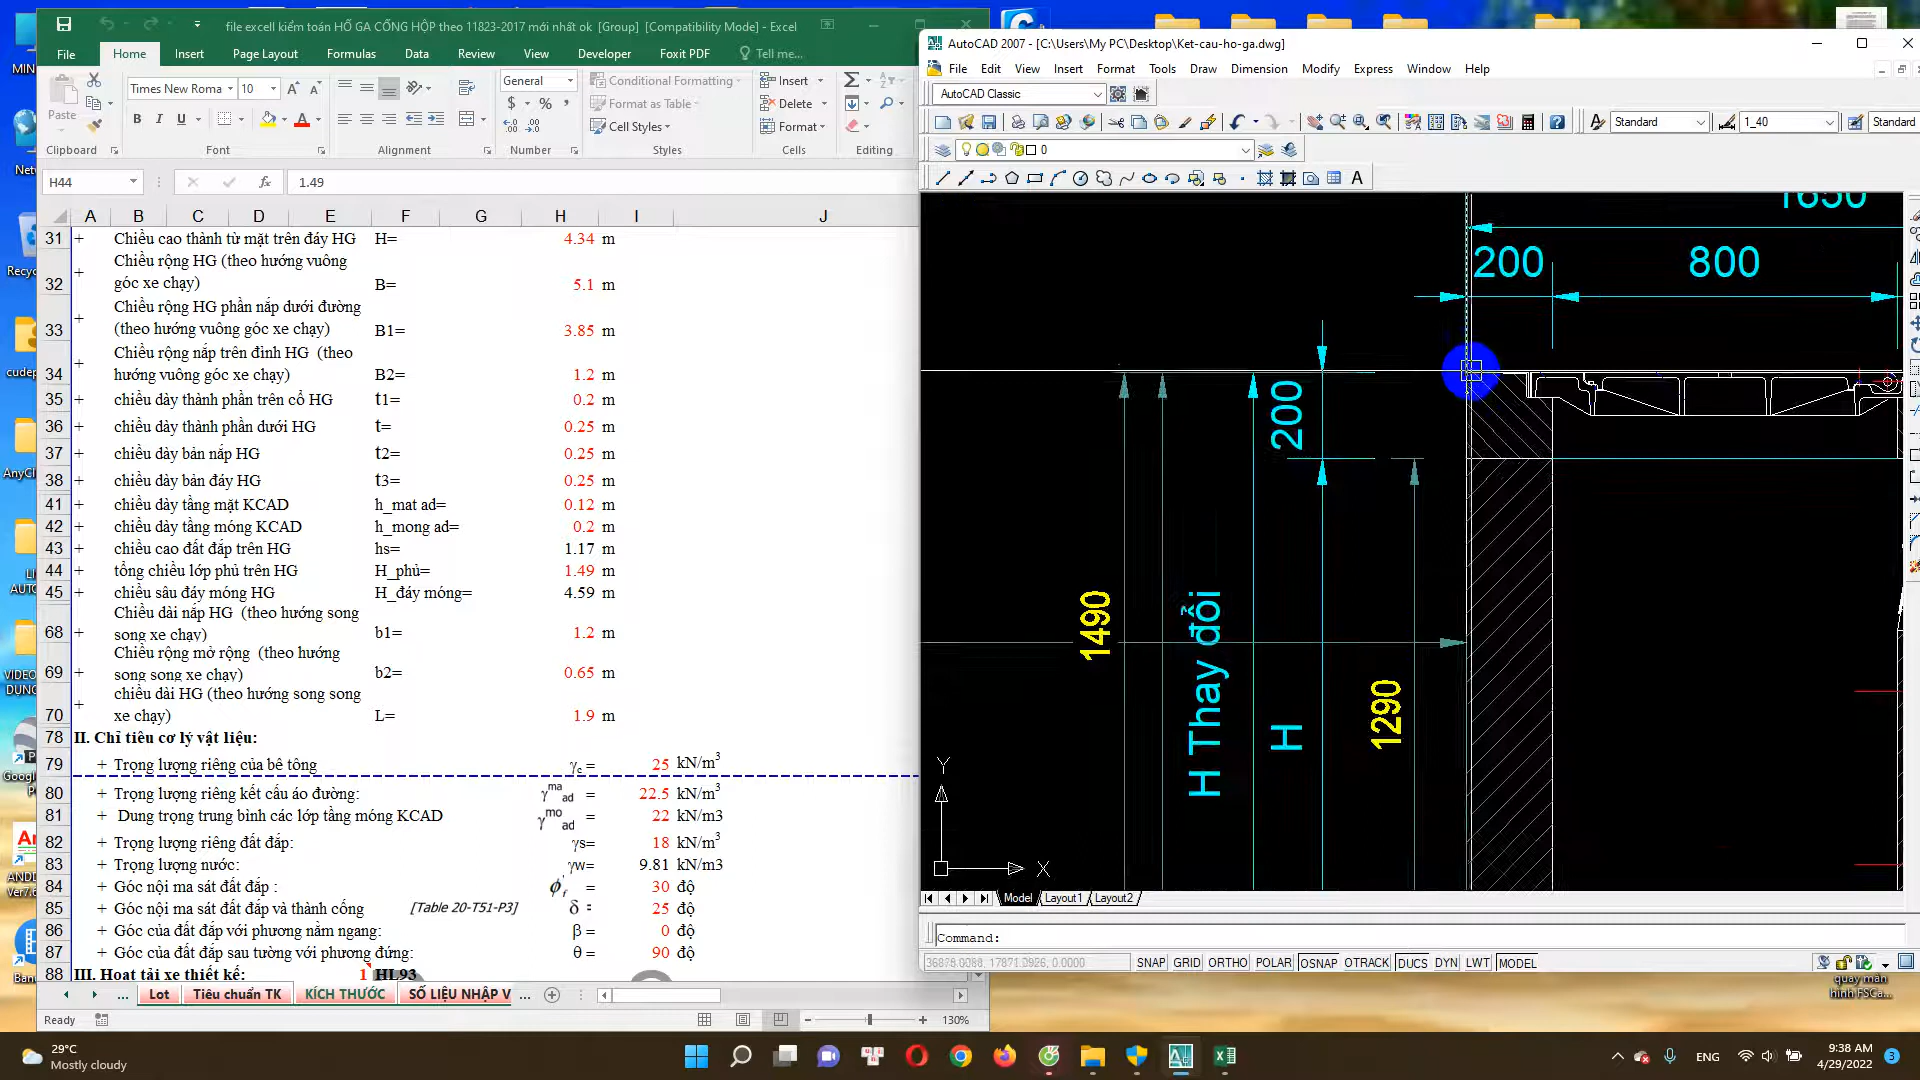 file excell kiểm toán HỐ GA CỐNG HỘP theo 11823-2017 mới nhất ok  [Group]  [Compatibility Mode] - Excel
File Home Insert Page Layout Formulas Data Review View Developer Foxit PDF Tell me...
Paste
Times New Roma 10
General
Conditional Formatting
Format as Table
Cell Styles
Insert
Delete
Format
Clipboard Font Alignment Number Styles Cells Editing
H44 fx 1.49
A B C D E F G H I J
31 + Chiều cao thành từ mặt trên đáy HG H= 4.34 m
32 + Chiều rộng HG (theo hướng vuông
góc xe chạy) B= 5.1 m
33 + Chiều rộng HG phần nắp dưới đường
(theo hướng vuông góc xe chạy) B1= 3.85 m
34 + Chiều rộng nắp trên đình HG  (theo
hướng vuông góc xe chạy) B2= 1.2 m
35 + chiều dày thành phần trên cổ HG t1= 0.2 m
36 + chiều dày thành phần dưới HG t= 0.25 m
37 + chiều dày bản nắp HG t2= 0.25 m
38 + chiều dày bản đáy HG t3= 0.25 m
41 + chiều dày tầng mặt KCAD h_mat ad= 0.12 m
42 + chiều dày tầng móng KCAD h_mong ad= 0.2 m
43 + chiều cao đất đắp trên HG hs= 1.17 m
44 + tổng chiều lớp phủ trên HG H_phủ= 1.49 m
45 + chiều sâu đáy móng HG H_đáy móng= 4.59 m
68 + Chiều dài nắp HG  (theo hướng song
song xe chạy) b1= 1.2 m
69 + Chiều rộng mở rộng  (theo hướng
song song xe chạy) b2= 0.65 m
70 + chiều dài HG (theo hướng song song
xe chạy) L= 1.9 m
78 II. Chỉ tiêu cơ lý vật liệu:
79 + Trọng lượng riêng của bê tông γc = 25 kN/m3
80 + Trọng lượng riêng kết cấu áo đường: γ ma ad = 22.5 kN/m3
81 + Dung trọng trung bình các lớp tầng móng KCAD γ mo ad = 22 kN/m3
82 + Trọng lượng riêng đất đắp: γs= 18 kN/m3
83 + Trọng lượng nước: γw= 9.81 kN/m3
84 + Góc nội ma sát đất đắp : ϕ'f = 30 độ
85 + Góc nội ma sát đất đắp và thành cống [Table 20-T51-P3] δ = 25 độ
86 + Góc của đất đắp với phương nằm ngang: β = 0 độ
87 + Góc của đất đắp sau tường với phương đứng: θ = 90 độ
88 III. Hoạt tải xe thiết kế: 1 HL93
... Lot Tiêu chuẩn TK KÍCH THƯỚC SỐ LIỆU NHẬP V ...
Ready 130%
AutoCAD 2007 - [C:\Users\My PC\Desktop\Ket-cau-ho-ga.dwg]
File Edit View Insert Format Tools Draw Dimension Modify Express Window Help
AutoCAD Classic
Standard 1_40 Standard
0
1650
200 800
200
1490
H Thay đổi
H
1290
Y
X
Model Layout1 Layout2
Command:
36878.0088, 17871.0926, 0.0000 SNAP GRID ORTHO POLAR OSNAP OTRACK DUCS DYN LWT MODEL
quay màn
hình FSCa...
29°C
Mostly cloudy
ENG
9:38 AM
4/29/2022
3